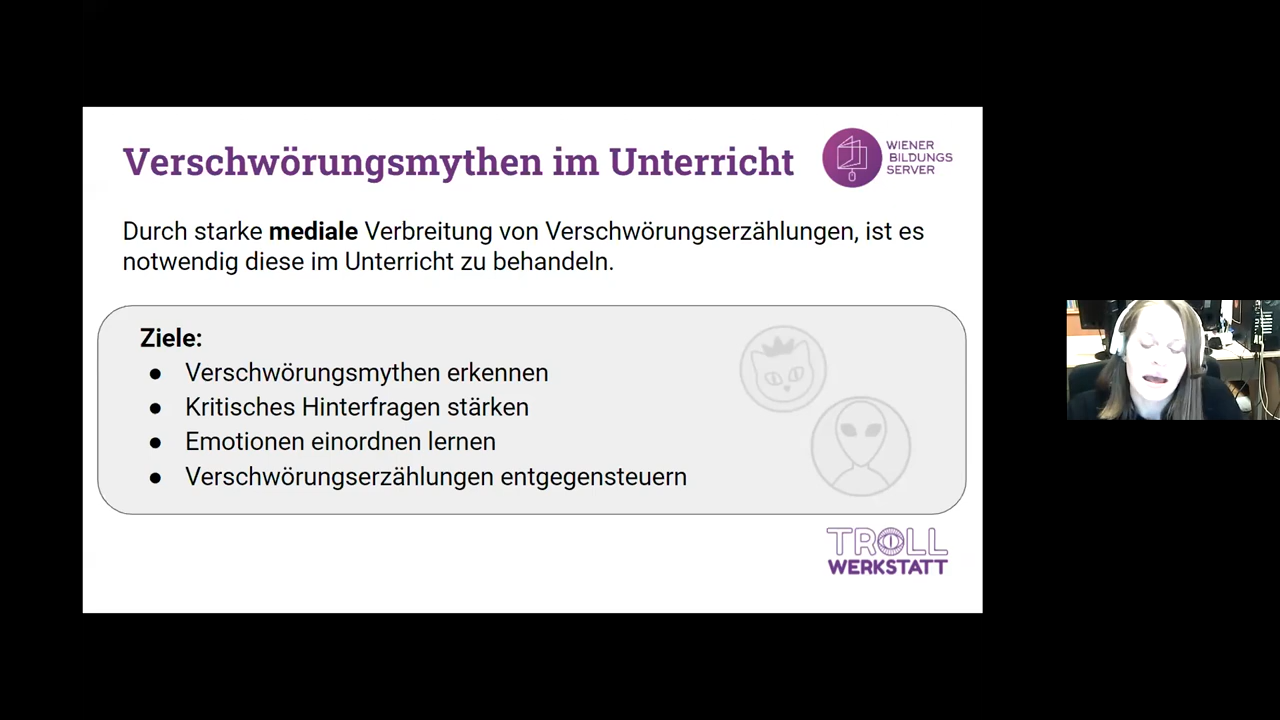 Verschwörungsmythen im Unterricht
WIENER
BILDUNGS
SERVER
Durch starke mediale Verbreitung von Verschwörungserzählungen, ist es
notwendig diese im Unterricht zu behandeln.
Ziele:
● Verschwörungsmythen erkennen
● Kritisches Hinterfragen stärken
● Emotionen einordnen lernen
● Verschwörungserzählungen entgegensteuern
TROLL
WERKSTATT